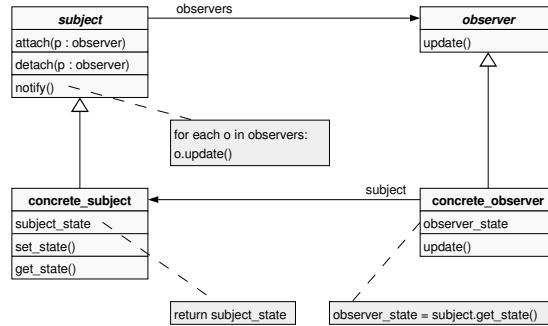 subject
attach(p : observer)
detach(p : observer)
notify()
observers
observer
update()
for each o in observers:
o.update()
concrete_subject
subject_state
set_state()
get_state()
subject
concrete_observer
observer_state
update()
return subject_state
observer_state = subject.get_state()